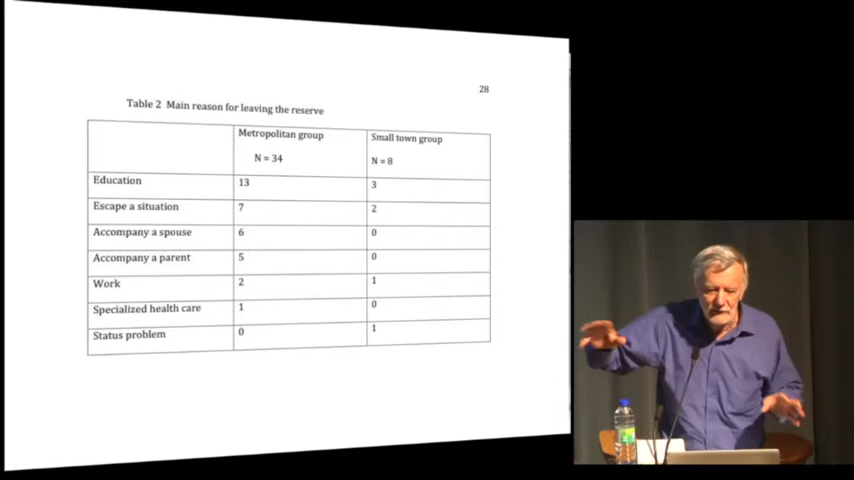 28
Table 2 Main reason for leaving the reserve
Metropolitan group Small town group
N = 34 N = 8
Education 13 3
Escape a situation 7 2
Accompany a spouse 6 0
Accompany a parent 5 0
Work 2 1
Specialized health care 1 0
Status problem 0 1